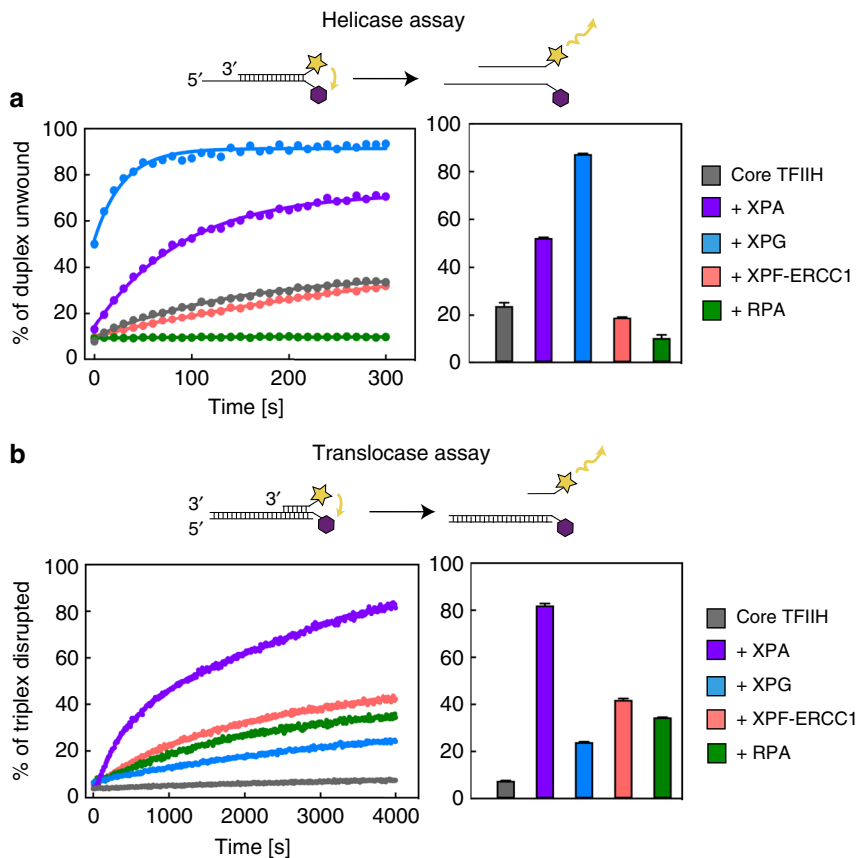 Helicase assay
3′
5′
a
100
80
60
40
20
0
% of duplex unwound
0 100 200 300
Time [s]
100
80
60
40
20
0
Core TFIIH
+ XPA
+ XPG
+ XPF-ERCC1
+ RPA
b
Translocase assay
3′ 3′
5′
100
80
60
40
20
0
% of triplex disrupted
0 1000 2000 3000 4000
Time [s]
100
80
60
40
20
0
Core TFIIH
+ XPA
+ XPG
+ XPF-ERCC1
+ RPA